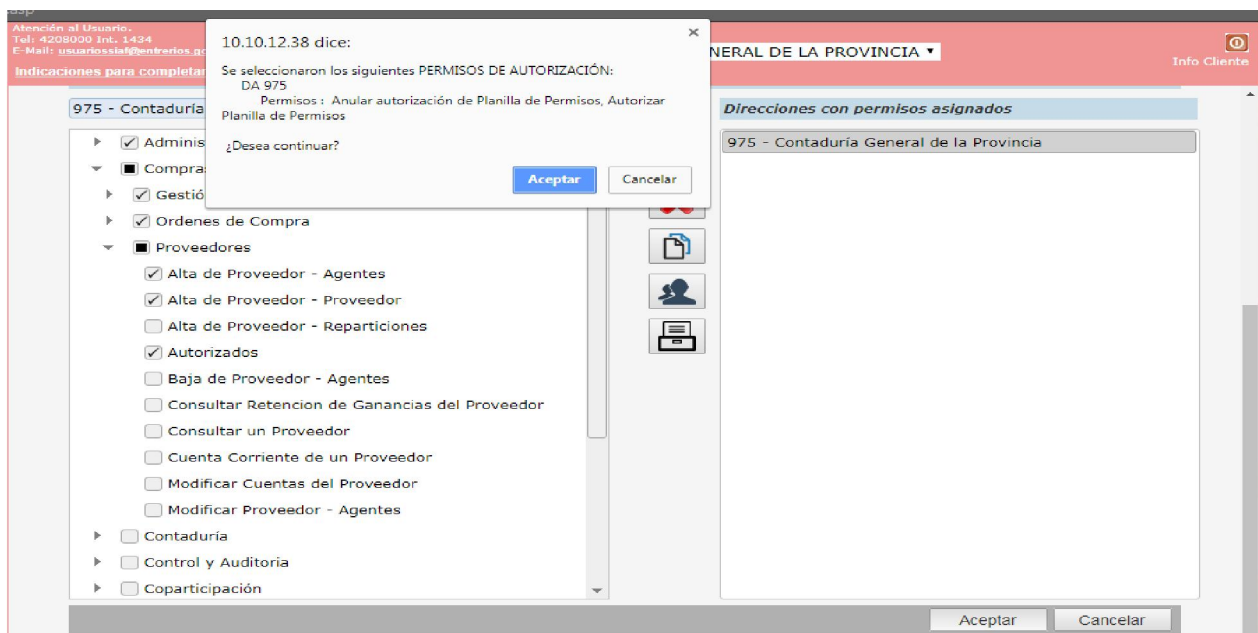 Atención al Usuario.
Tel: 4208000 Int. 1434
E-Mail: usuariossiaf@entrerios.go
Indicaciones para completar
NERAL DE LA PROVINCIA
Info Cliente
10.10.12.38 dice:
Se seleccionaron los siguientes PERMISOS DE AUTORIZACIÓN:
DA 975
Permisos : Anular autorización de Planilla de Permisos, Autorizar
Planilla de Permisos
¿Desea continuar?
Aceptar Cancelar
975 - Contaduría
Adminis
Compra
Gestió
Ordenes de Compra
Proveedores
Alta de Proveedor - Agentes
Alta de Proveedor - Proveedor
Alta de Proveedor - Reparticiones
Autorizados
Baja de Proveedor - Agentes
Consultar Retencion de Ganancias del Proveedor
Consultar un Proveedor
Cuenta Corriente de un Proveedor
Modificar Cuentas del Proveedor
Modificar Proveedor - Agentes
Contaduría
Control y Auditoria
Coparticipación
Direcciones con permisos asignados
975 - Contaduría General de la Provincia
Aceptar Cancelar